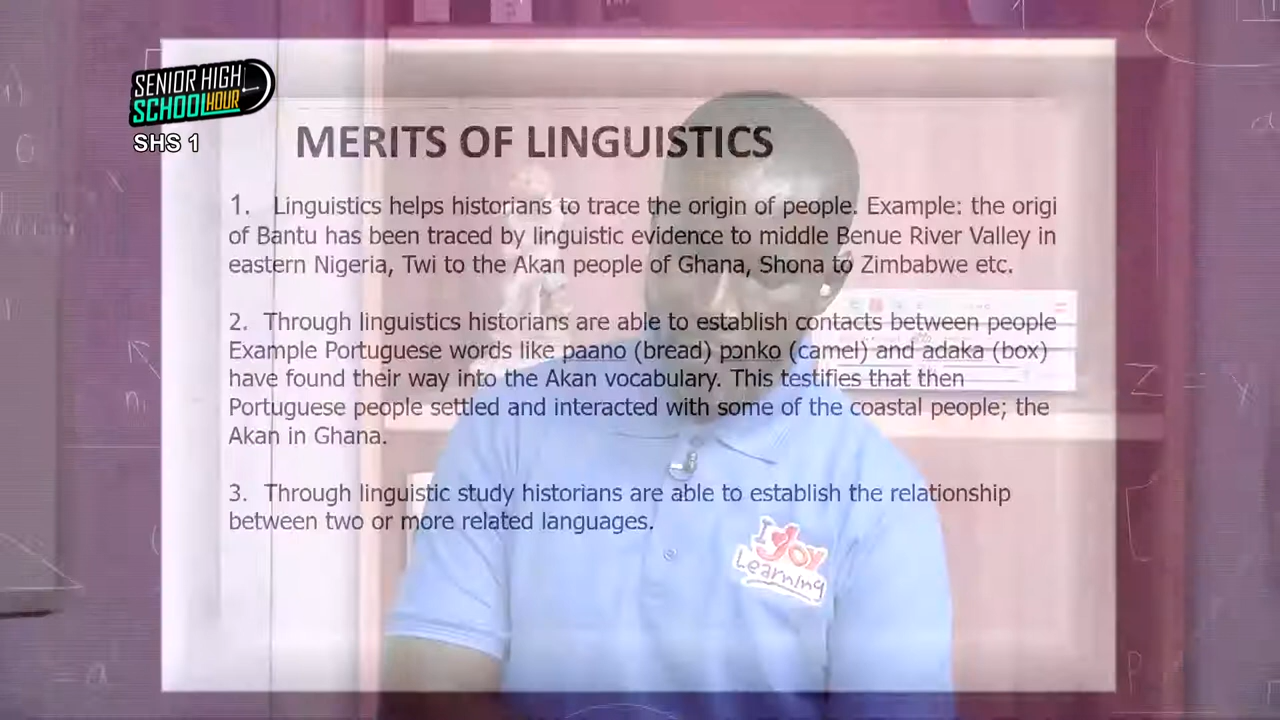 SENIOR HIGH
SCHOOL HOUR
SHS 1
MERITS OF LINGUISTICS
1. Linguistics helps historians to trace the origin of people. Example: the origi
of Bantu has been traced by linguistic evidence to middle Benue River Valley in
eastern Nigeria, Twi to the Akan people of Ghana, Shona to Zimbabwe etc.
2. Through linguistics historians are able to establish contacts between people
Example Portuguese words like paano (bread) pɔnko (camel) and adaka (box)
have found their way into the Akan vocabulary. This testifies that then
Portuguese people settled and interacted with some of the coastal people; the
Akan in Ghana.
3. Through linguistic study historians are able to establish the relationship
between two or more related languages.
I JOY
Learning